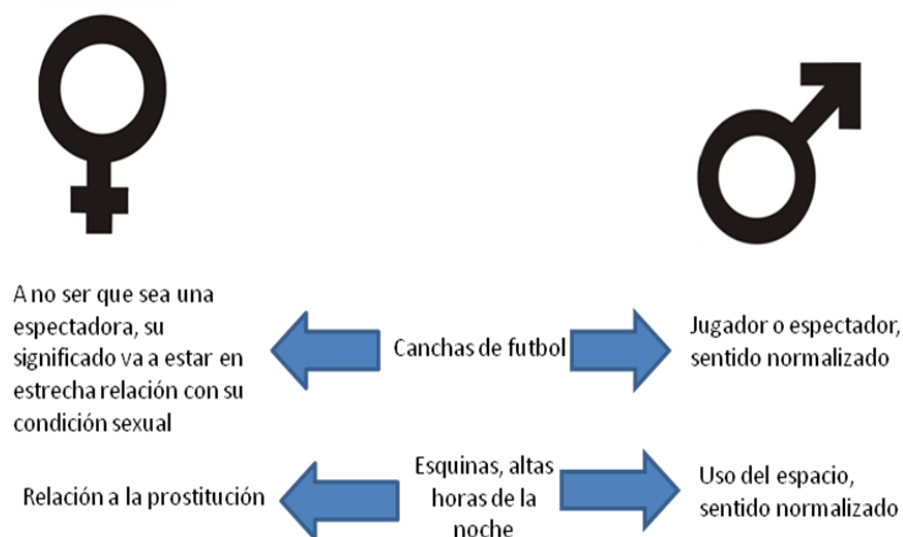 A no ser que sea una
espectadora, su
significado va a estar en
estrecha relación con su
condición sexual
Canchas de futbol
Jugador o espectador,
sentido normalizado
Relación a la prostitución
Esquinas, altas
horas de la
noche
Uso del espacio,
sentido normalizado